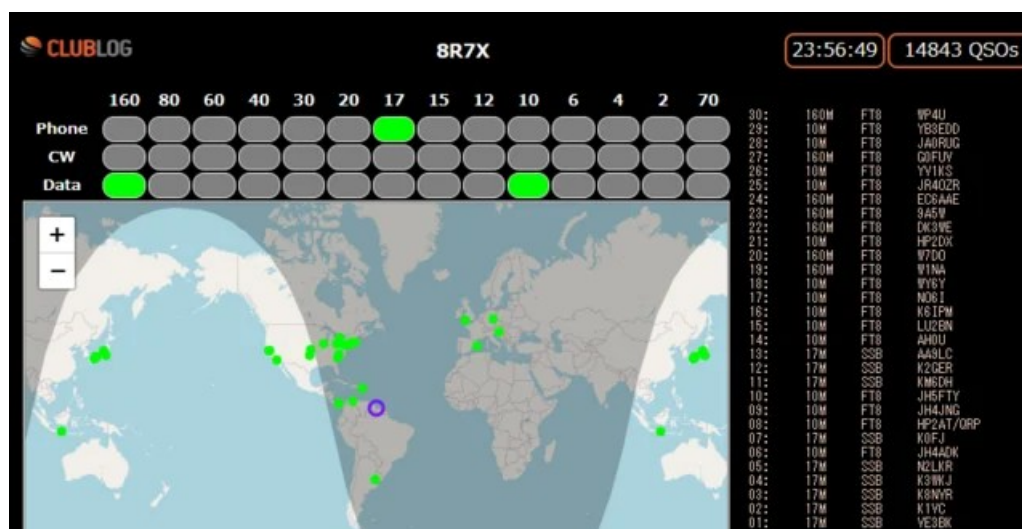 CLUBLOG
8R7X
23:56:49
14843 QSOs
160 80 60 40 30 20 17 15 12 10 6 4 2 70
Phone
CW
Data
+
−
30: 160M FT8 WP4U
29: 10M FT8 YB3EDD
28: 10M FT8 JA0RUG
27: 160M FT8 G0FUY
26: 10M FT8 YV1KS
25: 10M FT8 JR4OZR
24: 160M FT8 EC6AAE
23: 160M FT8 9A5W
22: 160M FT8 DK3WE
21: 10M FT8 HP2DX
20: 160M FT8 W7DO
19: 160M FT8 W1NA
18: 10M FT8 WY6Y
17: 10M FT8 NO6I
16: 10M FT8 K6IPM
15: 10M FT8 LU2BN
14: 10M FT8 AH0U
13: 17M SSB AA9LC
12: 17M SSB K2GER
11: 17M SSB KM6DH
10: 10M FT8 JH5FTY
09: 10M FT8 JH4JNG
08: 10M FT8 HP2AT/QRP
07: 17M SSB K0FJ
06: 10M FT8 JH4ADK
05: 17M SSB N2LKR
04: 17M SSB K3WKJ
03: 17M SSB K8NYR
02: 17M SSB K1VC
01: 17M SSB VE3BK